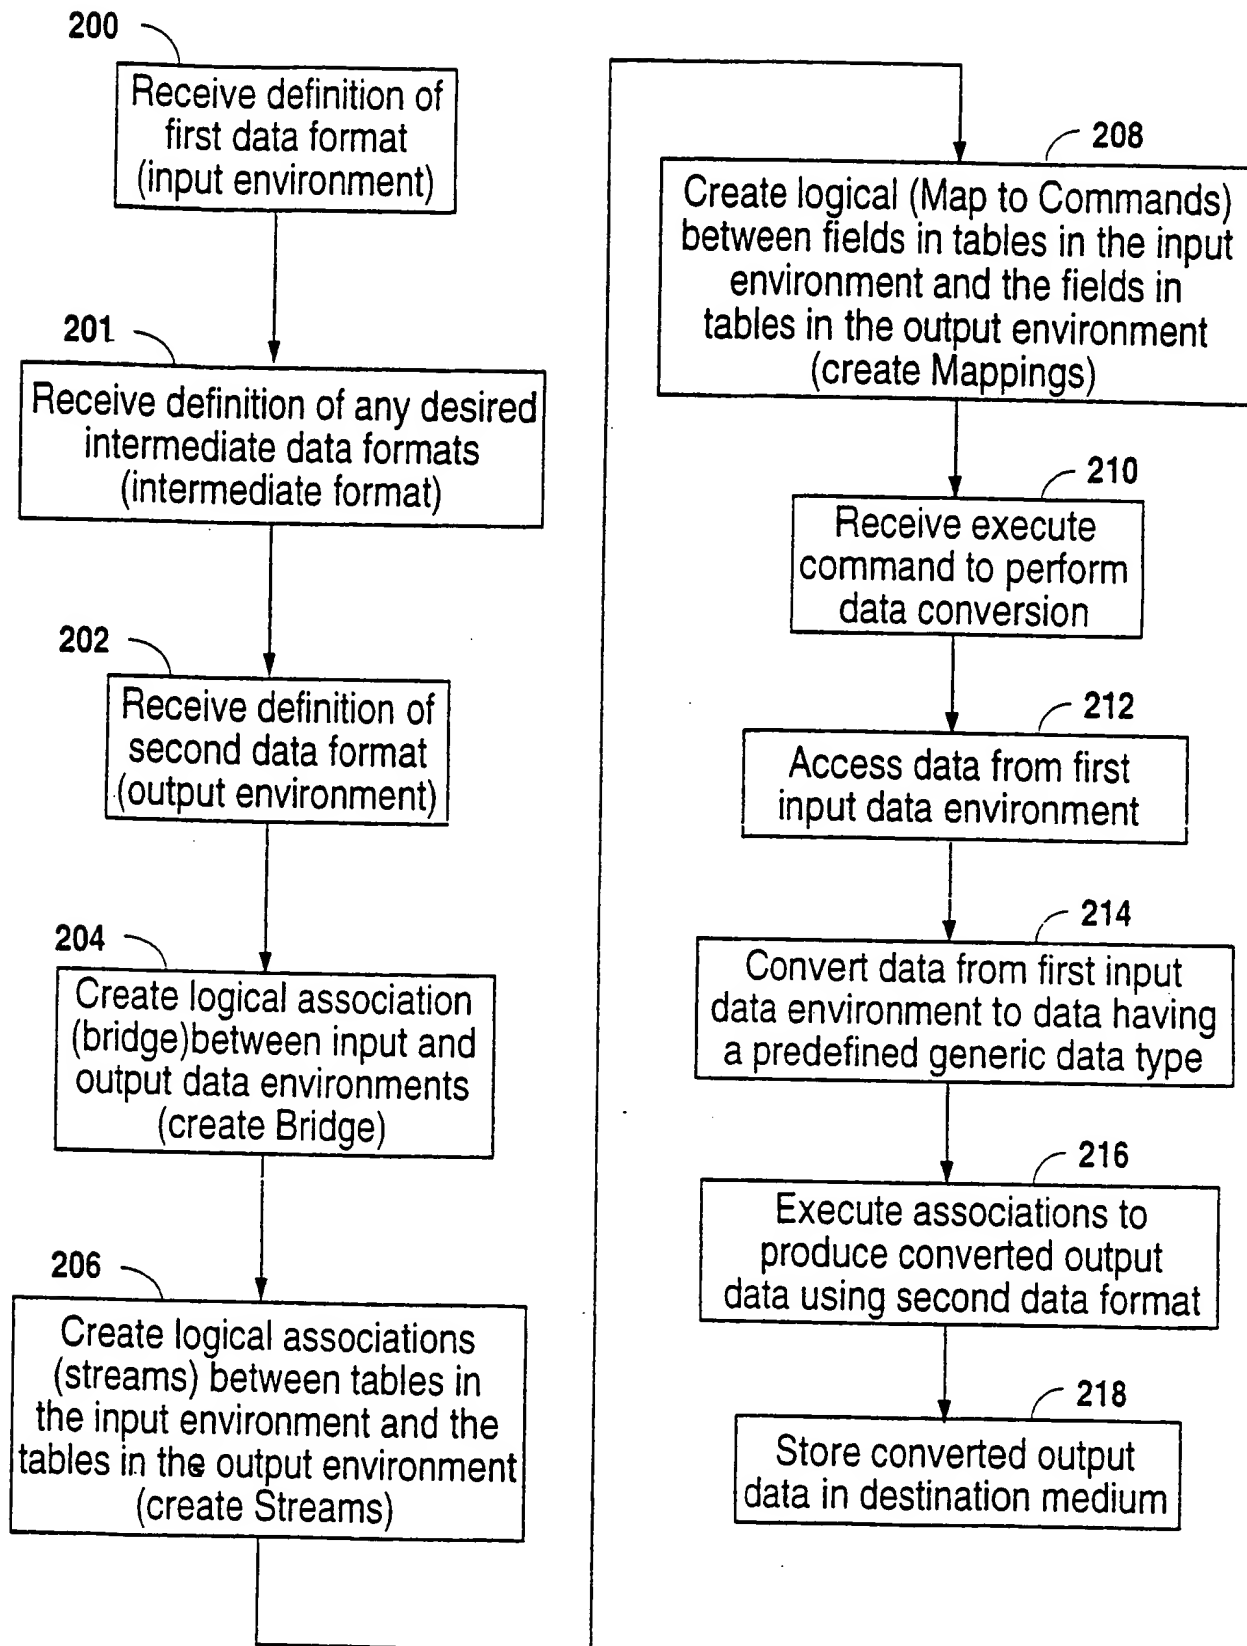 200
Receive definition of
first data format
(input environment)
201
Receive definition of any desired
intermediate data formats
(intermediate format)
202
Receive definition of
second data format
(output environment)
204
Create logical association
(bridge)between input and
output data environments
(create Bridge)
206
Create logical associations
(streams) between tables in
the input environment and the
tables in the output environment
(create Streams)
208
Create logical (Map to Commands)
between fields in tables in the input
environment and the fields in
tables in the output environment
(create Mappings)
210
Receive execute
command to perform
data conversion
212
Access data from first
input data environment
214
Convert data from first input
data environment to data having
a predefined generic data type
216
Execute associations to
produce converted output
data using second data format
218
Store converted output
data in destination medium